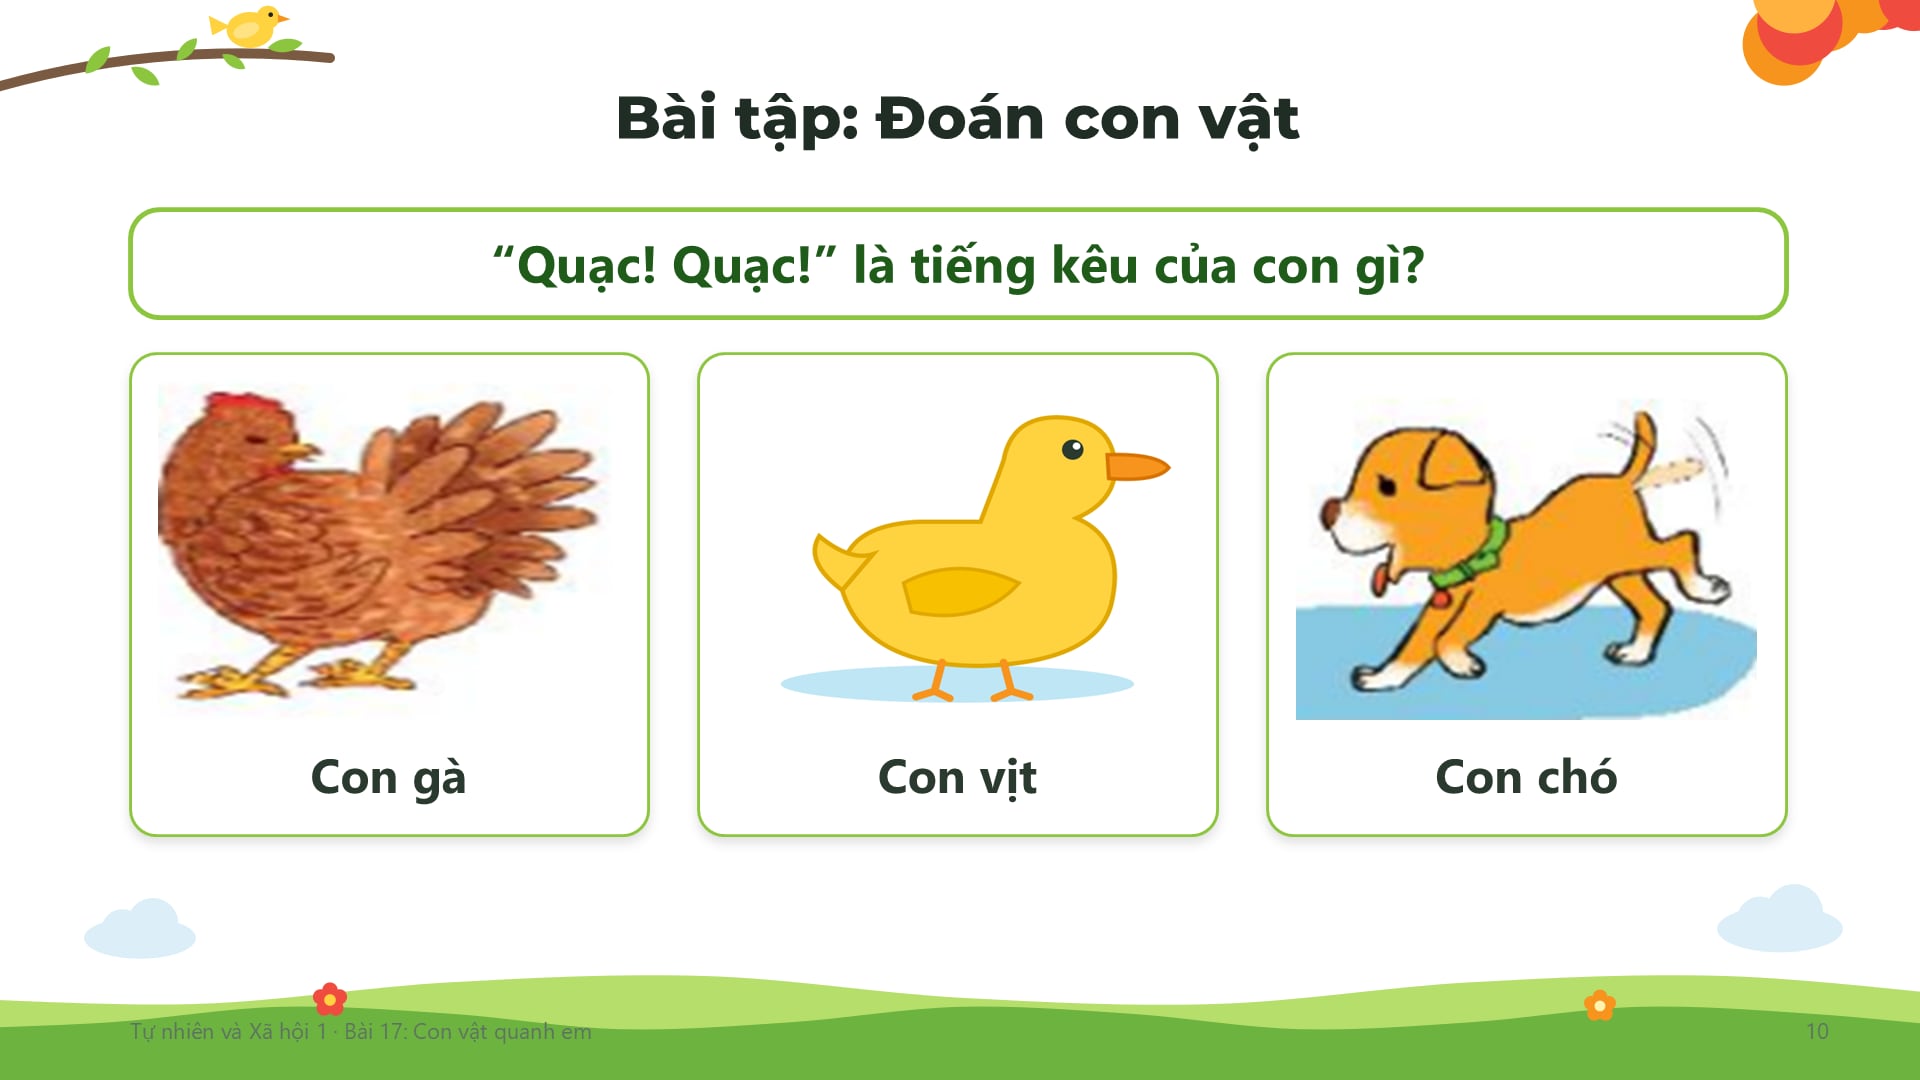 Bài tập: Đoán con vật
“Quạc! Quạc!” là tiếng kêu của con gì?
Con gà
Con vịt
Con chó
Tự nhiên và Xã hội 1 · Bài 17: Con vật quanh em
10